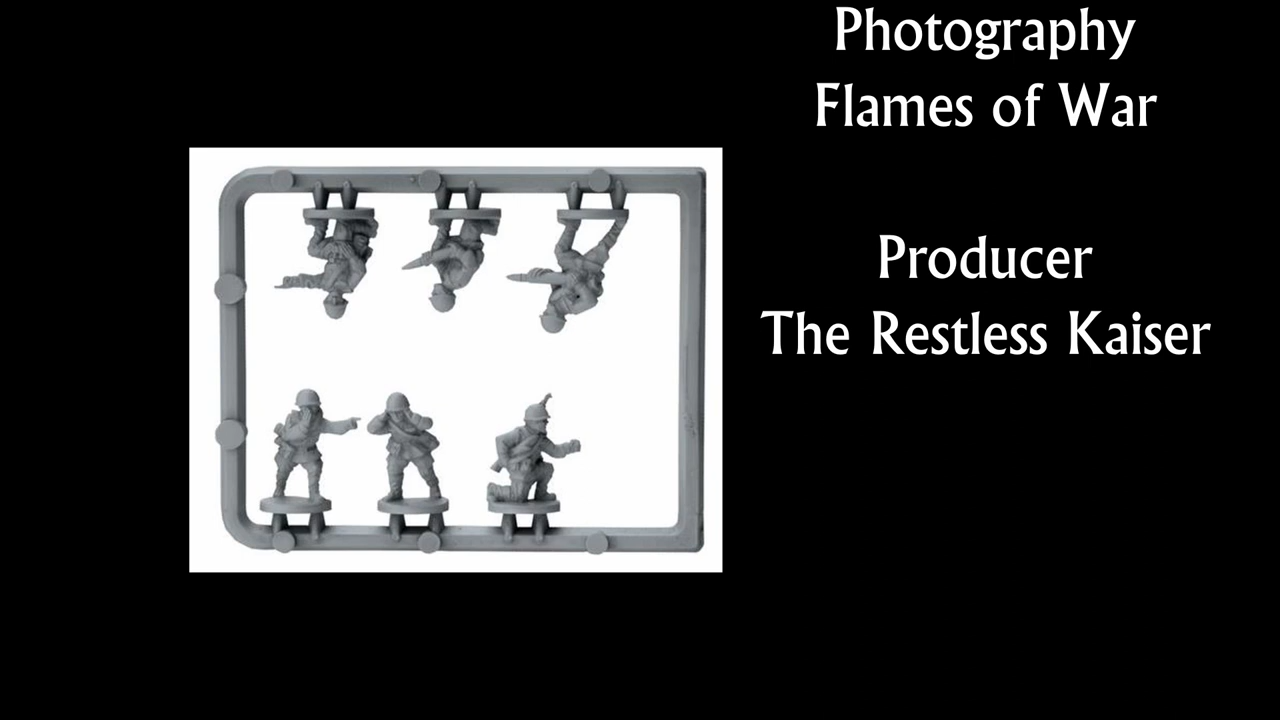 Photography
Flames of War
Producer
The Restless Kaiser